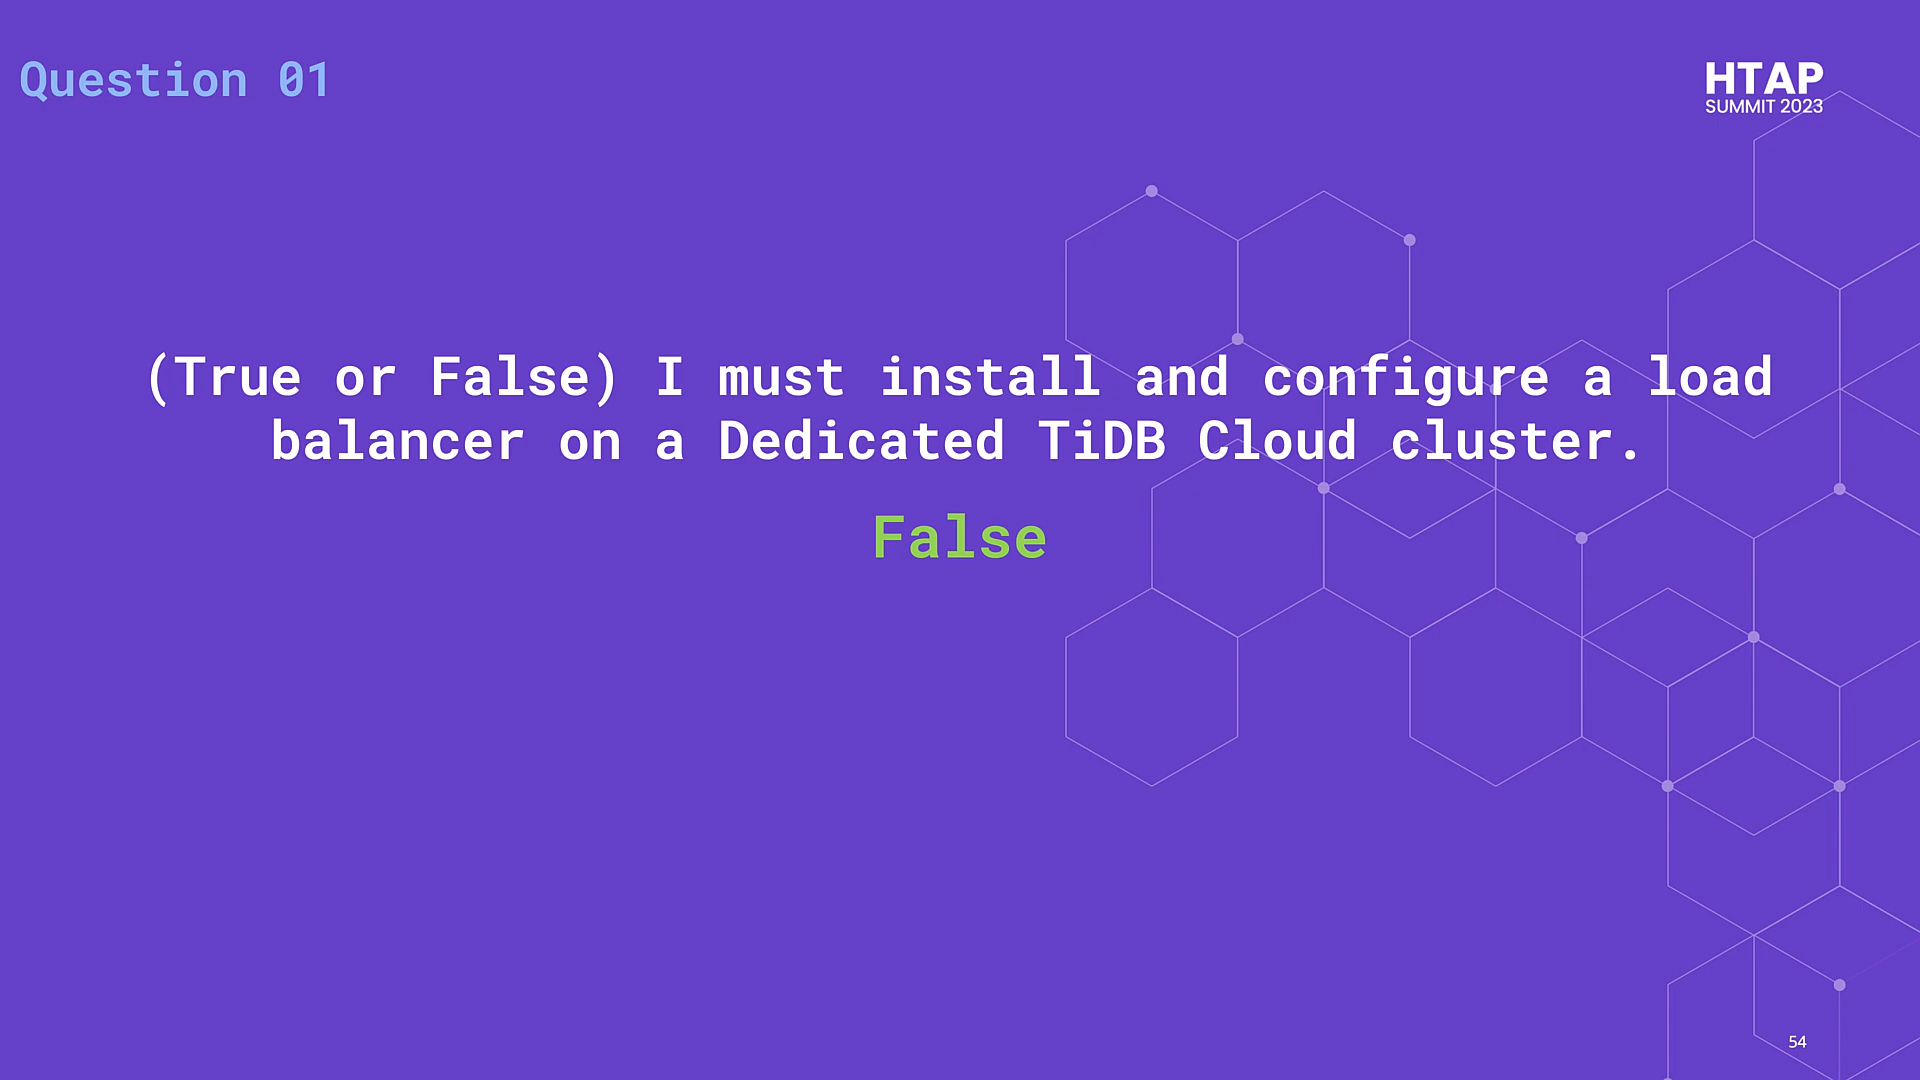 Question 01
HTAP
SUMMIT 2023
(True or False) I must install and configure a load
balancer on a Dedicated TiDB Cloud cluster.
False
54